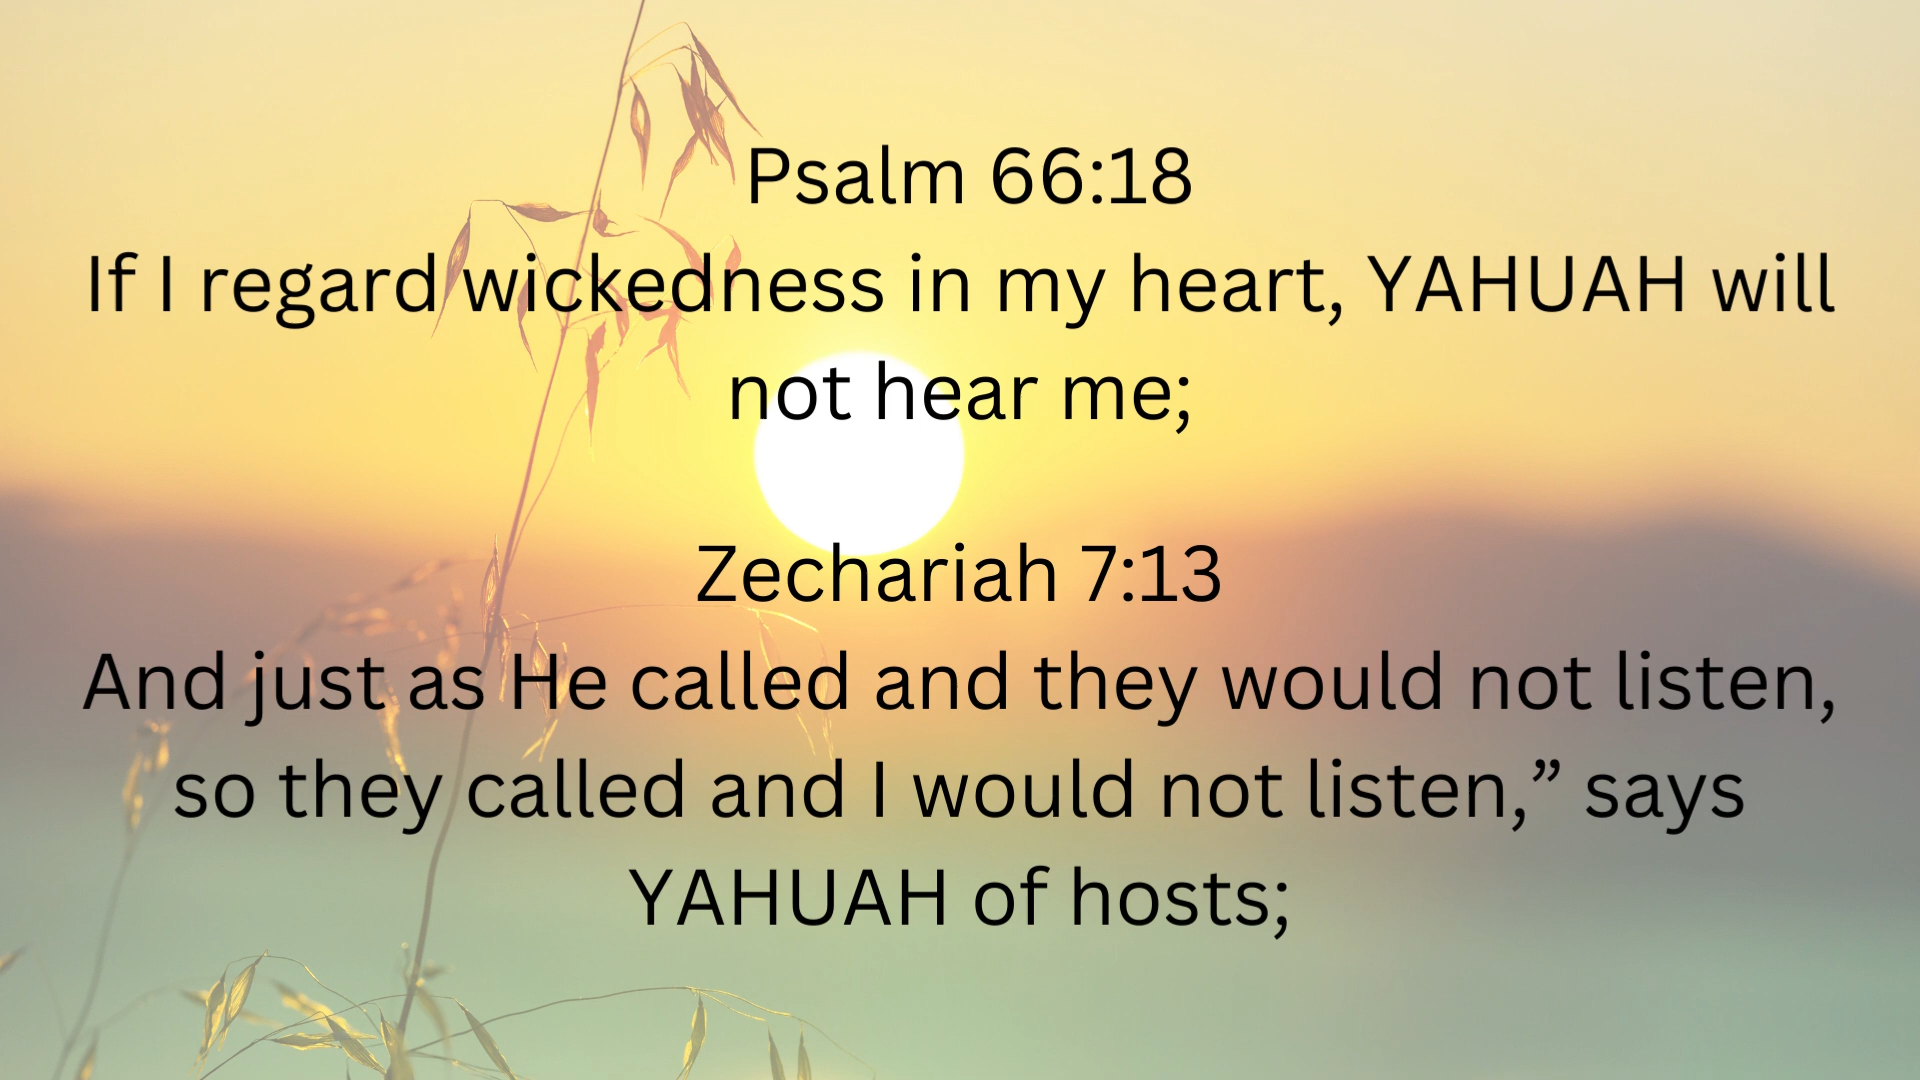 Psalm 66:18
If I regard wickedness in my heart, YAHUAH will
not hear me;
Zechariah 7:13
And just as He called and they would not listen,
so they called and I would not listen,” says
YAHUAH of hosts;